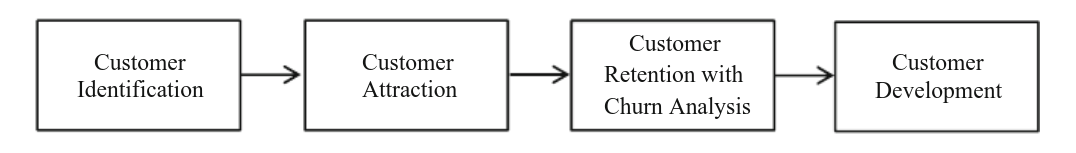 Customer
Identification
Customer
Attraction
Customer
Retention with
Churn Analysis
Customer
Development